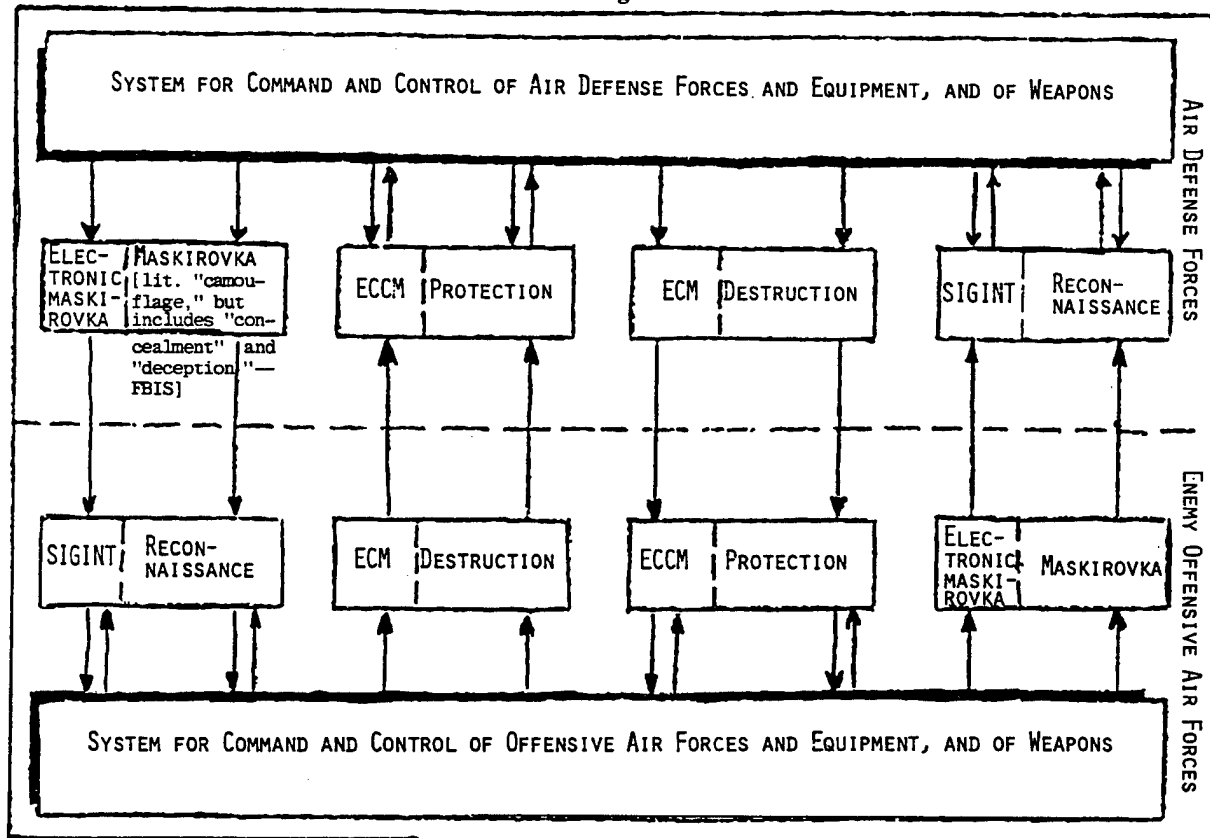 SYSTEM FOR COMMAND AND CONTROL OF AIR DEFENSE FORCES AND EQUIPMENT, AND OF WEAPONS
AIR DEFENSE FORCES
ELEC-
TRONIC
MASKI-
ROVKA
MASKIROVKA
[lit. "camou-
flage," but
includes "con-
cealment" and
"deception"—
FBIS]
ECCM
PROTECTION
ECM
DESTRUCTION
SIGINT
RECON-
NAISSANCE
SIGINT
RECON-
NAISSANCE
ECM
DESTRUCTION
ECCM
PROTECTION
ELEC-
TRONIC
MASKI-
ROVKA
MASKIROVKA
ENEMY OFFENSIVE AIR FORCES
SYSTEM FOR COMMAND AND CONTROL OF OFFENSIVE AIR FORCES AND EQUIPMENT, AND OF WEAPONS